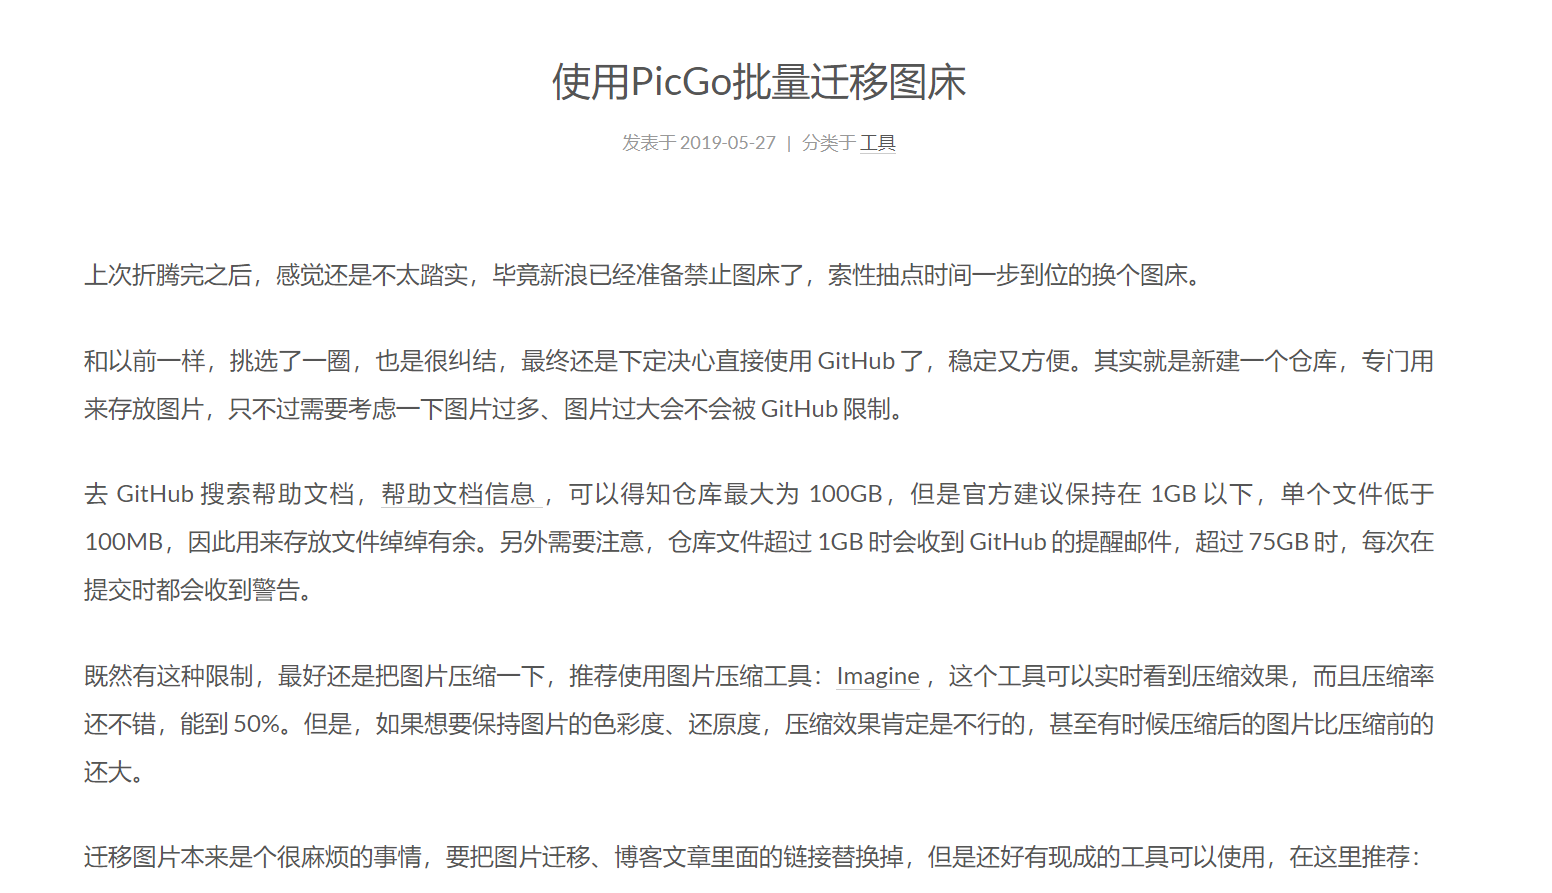 使用PicGo批量迁移图床
发表于 2019-05-27 | 分类于 工具
上次折腾完之后，感觉还是不太踏实，毕竟新浪已经准备禁止图床了，索性抽点时间一步到位的换个图床。
和以前一样，挑选了一圈，也是很纠结，最终还是下定决心直接使用 GitHub 了，稳定又方便。其实就是新建一个仓库，专门用
来存放图片，只不过需要考虑一下图片过多、图片过大会不会被 GitHub 限制。
去 GitHub 搜索帮助文档，帮助文档信息 ，可以得知仓库最大为 100GB，但是官方建议保持在 1GB 以下，单个文件低于
100MB，因此用来存放文件绰绰有余。另外需要注意，仓库文件超过 1GB 时会收到 GitHub 的提醒邮件，超过 75GB 时，每次在
提交时都会收到警告。
既然有这种限制，最好还是把图片压缩一下，推荐使用图片压缩工具：Imagine ，这个工具可以实时看到压缩效果，而且压缩率
还不错，能到 50%。但是，如果想要保持图片的色彩度、还原度，压缩效果肯定是不行的，甚至有时候压缩后的图片比压缩前的
还大。
迁移图片本来是个很麻烦的事情，要把图片迁移、博客文章里面的链接替换掉，但是还好有现成的工具可以使用，在这里推荐：